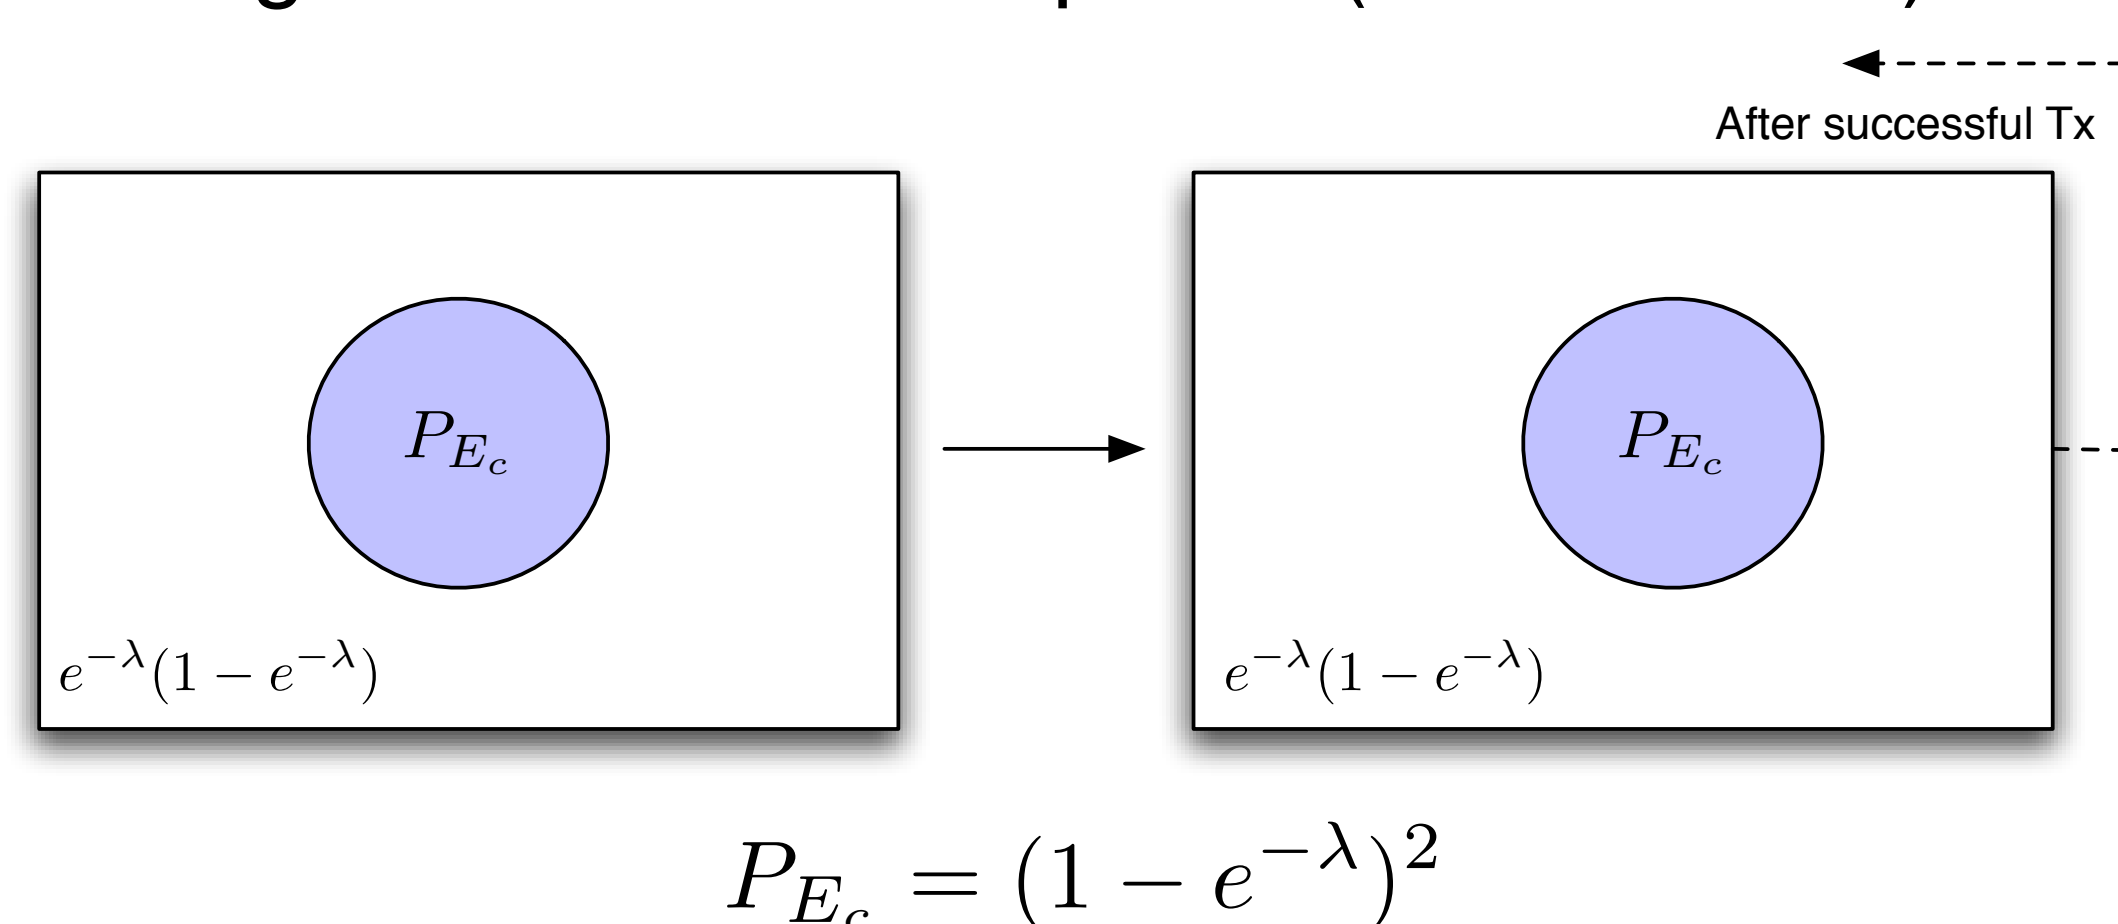 After successful Tx
P_{E_c}
P_{E_c}
e^{-λ}(1 − e^{-λ})
e^{-λ}(1 − e^{-λ})
P_{E_c} = (1 − e^{-λ})^2